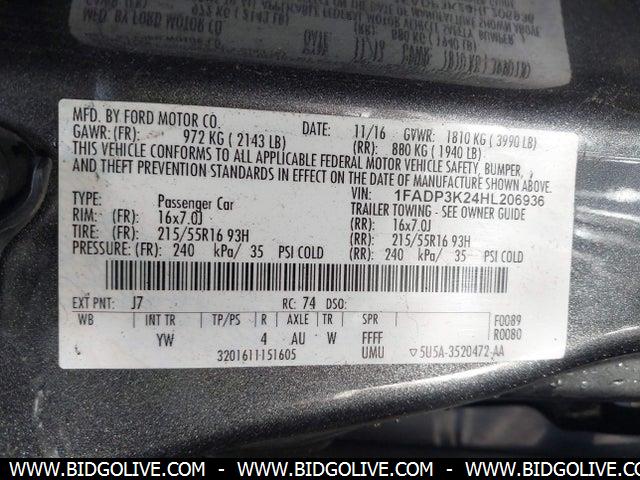 MFD. BY FORD MOTOR CO.
DATE: 11/16 GVWR: 1810 KG ( 3990 LB)
GAWR: (FR): 972 KG ( 2143 LB) (RR): 880 KG ( 1940 LB)
THIS VEHICLE CONFORMS TO ALL APPLICABLE FEDERAL MOTOR VEHICLE SAFETY, BUMPER,
AND THEFT PREVENTION STANDARDS IN EFFECT ON THE DATE OF MANUFACTURE SHOWN ABOVE.
VIN: 1FADP3K24HL206936
TYPE: Passenger Car TRAILER TOWING - SEE OWNER GUIDE
RIM: (FR) 16x7.0J (RR): 16x7.0J
TIRE: (FR): 215/55R16 93H (RR): 215/55R16 93H
PRESSURE: (FR): 240 kPa/ 35 PSI COLD (RR): 240 kPa/ 35 PSI COLD
EXT PNT: J7 RC: 74 DSO:
WB INT TR TP/PS R AXLE TR SPR F0089
R0080
YW 4 AU W FFFF
3201611151605 UMU ▽5U5A-3520472-AA
WWW.BIDGOLIVE.COM - WWW.BIDGOLIVE.COM - WWW.BIDGOLIVE.COM